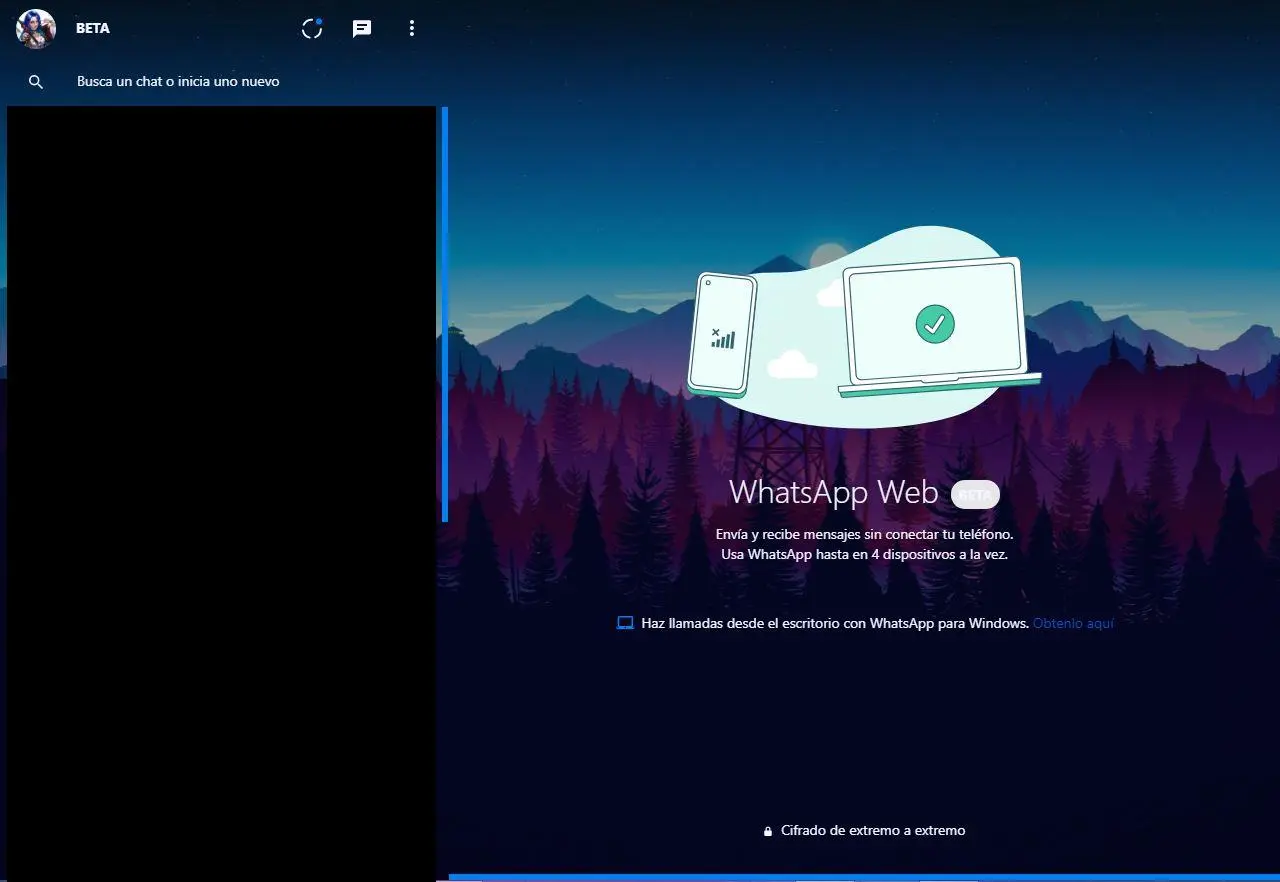 BETA
Busca un chat o inicia uno nuevo
WhatsApp Web BETA
Envía y recibe mensajes sin conectar tu teléfono.
Usa WhatsApp hasta en 4 dispositivos a la vez.
Haz llamadas desde el escritorio con WhatsApp para Windows. Obtenlo aquí
Cifrado de extremo a extremo